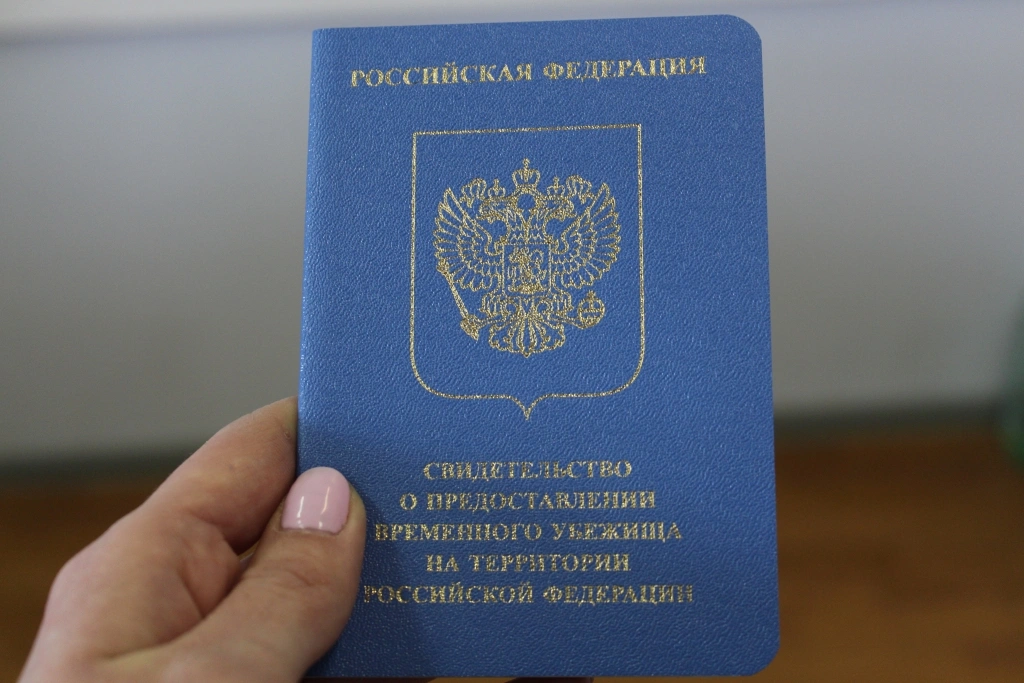 РОССИЙСКАЯ ФЕДЕРАЦИЯ
СВИДЕТЕЛЬСТВО
О ПРЕДОСТАВЛЕНИИ
ВРЕМЕННОГО УБЕЖИЩА
НА ТЕРРИТОРИИ
РОССИЙСКОЙ ФЕДЕРАЦИИ